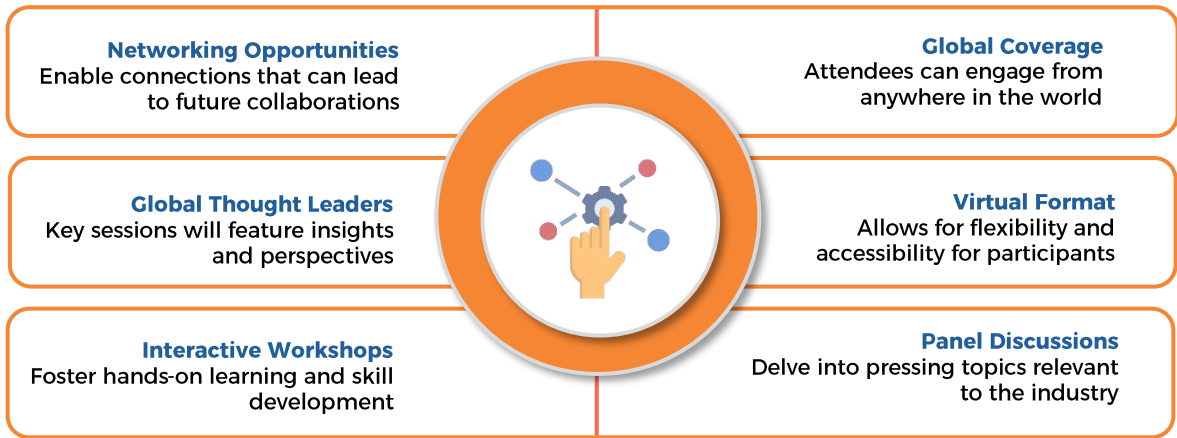 Networking Opportunities
Enable connections that can lead
to future collaborations
Global Thought Leaders
Key sessions will feature insights
and perspectives
Interactive Workshops
Foster hands-on learning and skill
development
Global Coverage
Attendees can engage from
anywhere in the world
Virtual Format
Allows for flexibility and
accessibility for participants
Panel Discussions
Delve into pressing topics relevant
to the industry